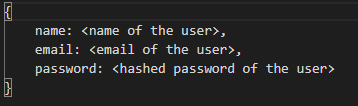 {
name: <name of the user>,
email: <email of the user>,
password: <hashed password of the user>
}